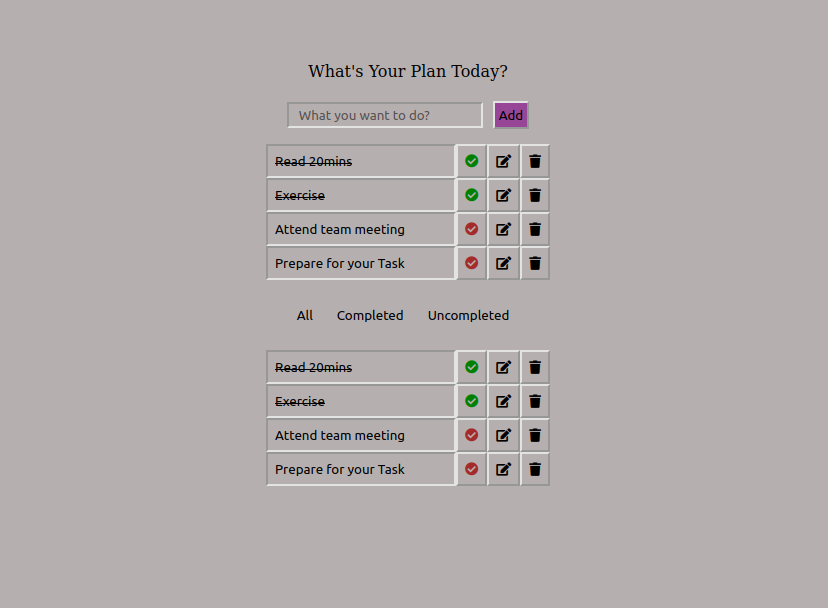 What's Your Plan Today?
What you want to do? Add
Read 20mins
Exercise
Attend team meeting
Prepare for your Task
All Completed Uncompleted
Read 20mins
Exercise
Attend team meeting
Prepare for your Task